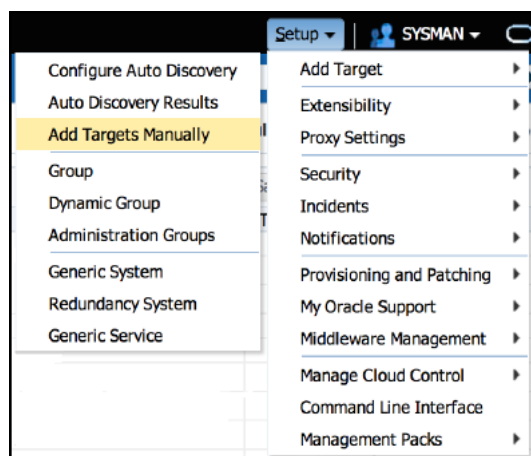 Setup
SYSMAN
Configure Auto Discovery
Auto Discovery Results
Add Targets Manually
Group
Dynamic Group
Administration Groups
Generic System
Redundancy System
Generic Service
Add Target
Extensibility
Proxy Settings
Security
Incidents
Notifications
Provisioning and Patching
My Oracle Support
Middleware Management
Manage Cloud Control
Command Line Interface
Management Packs